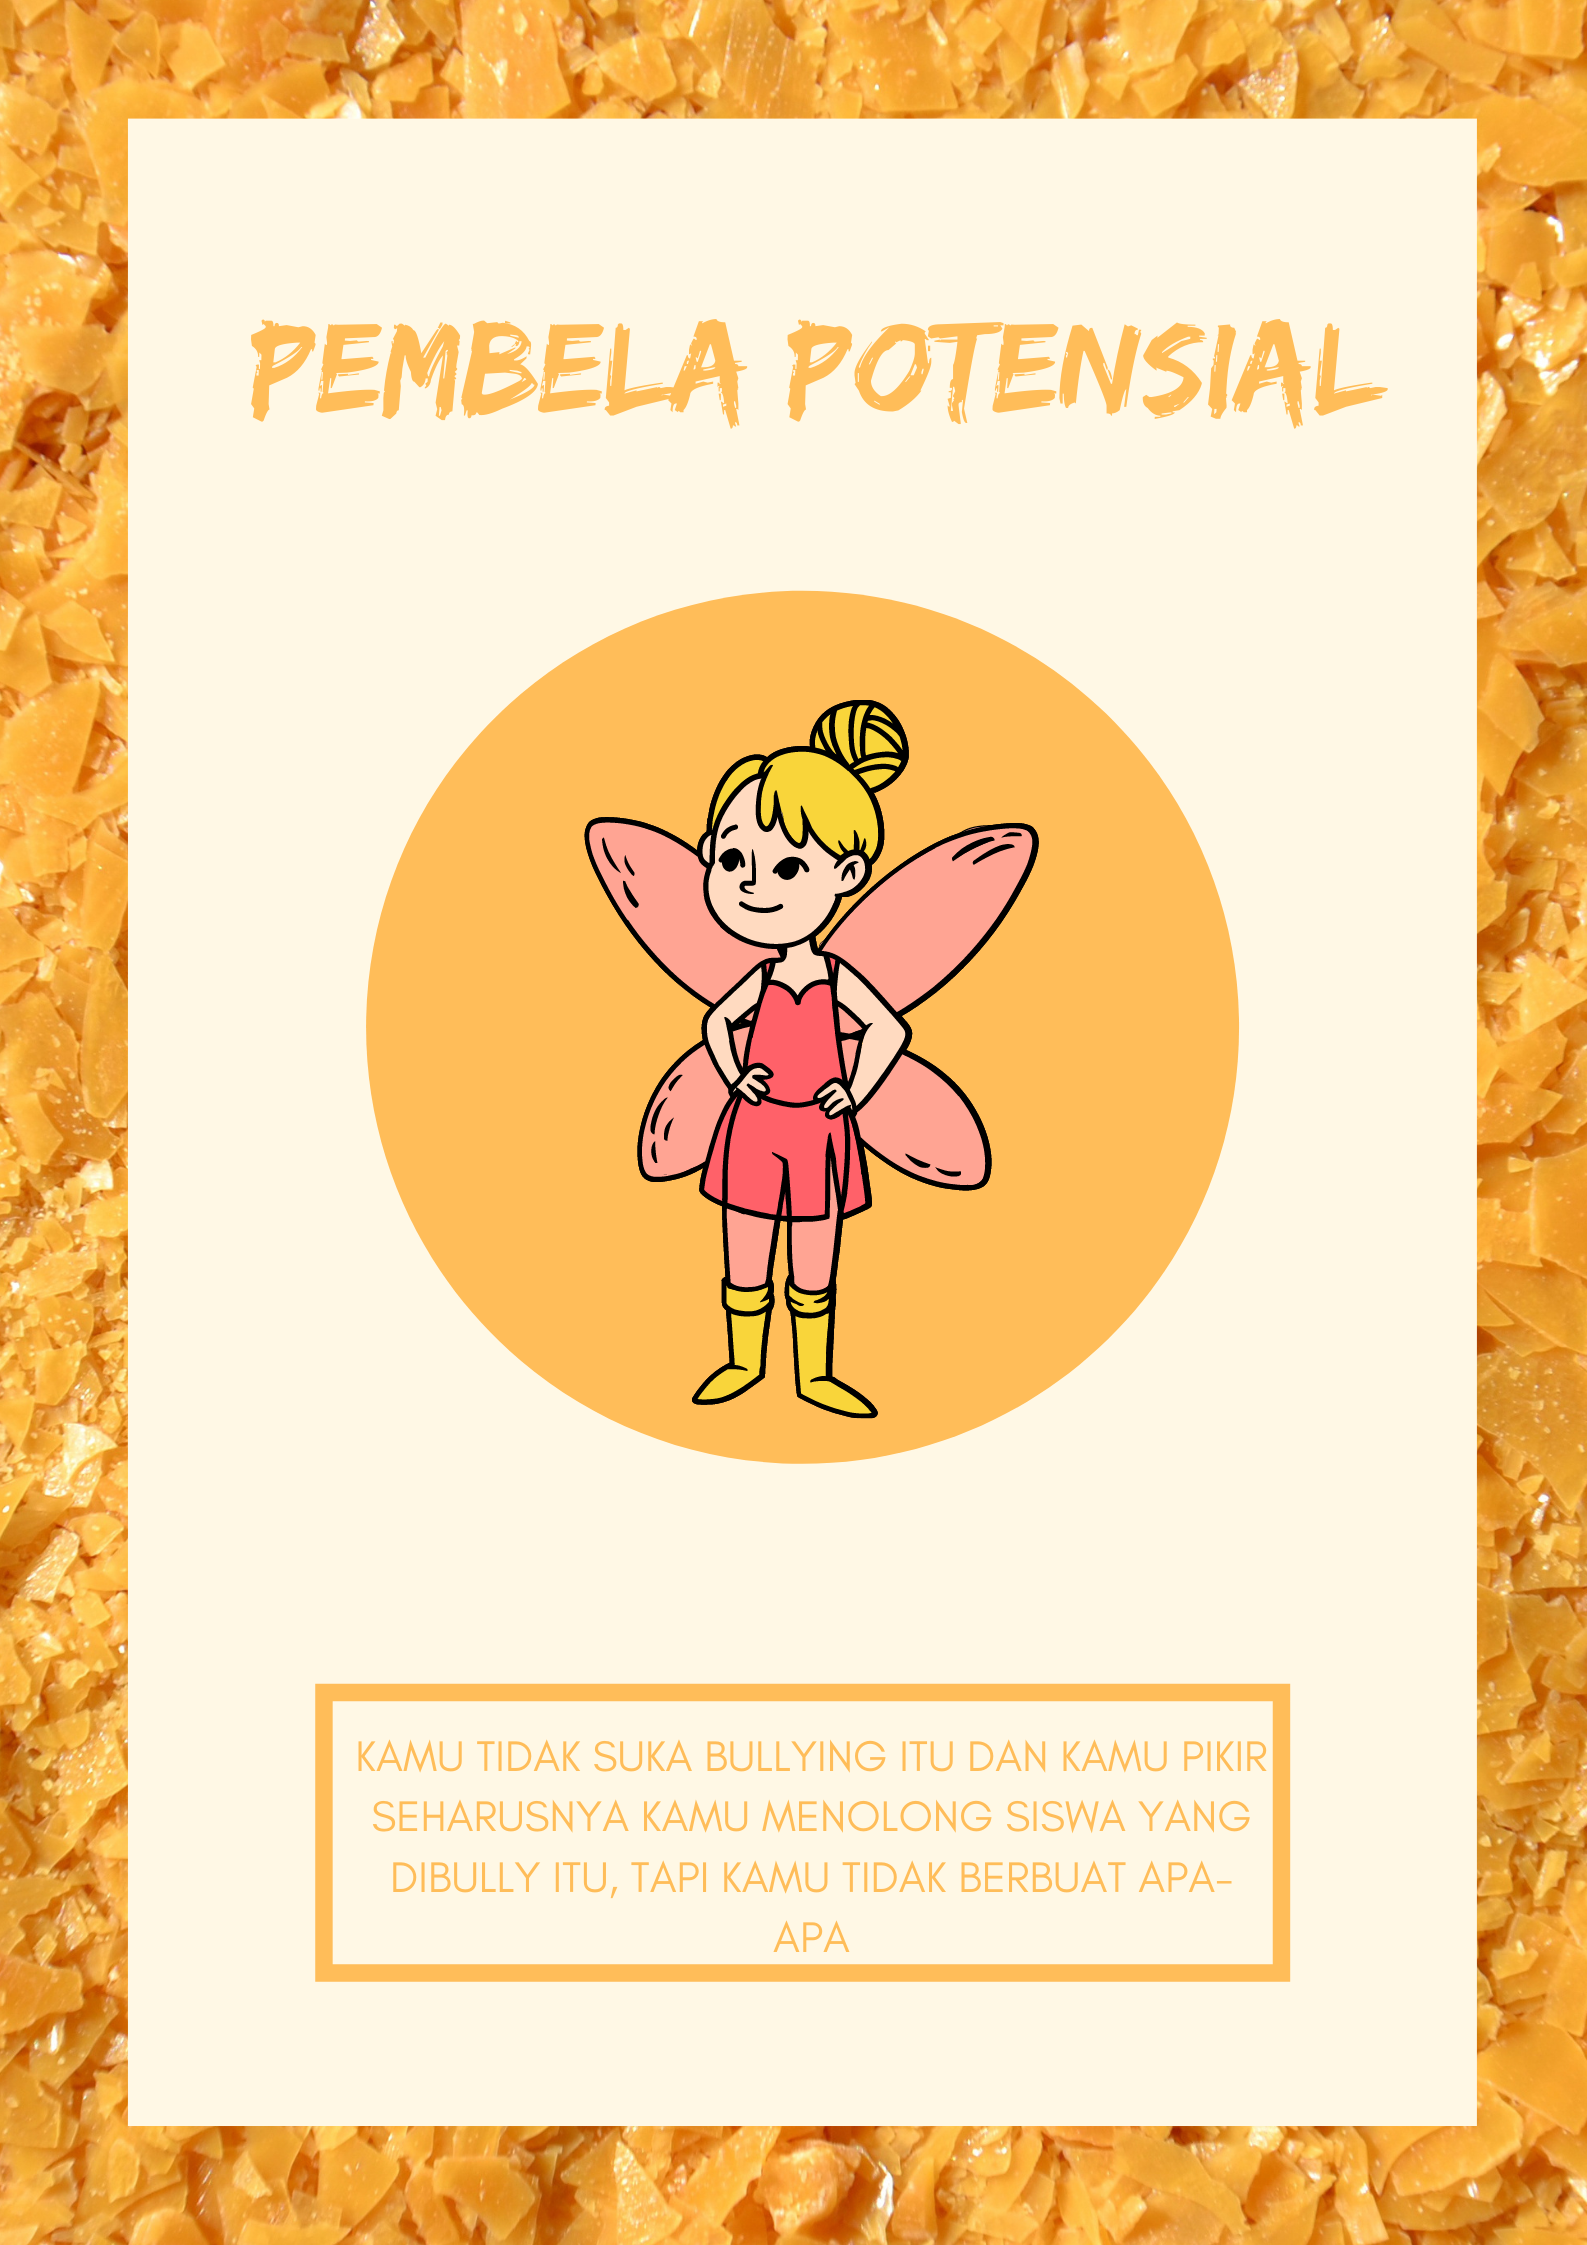 PEMBELA POTENSIAL
KAMU TIDAK SUKA BULLYING ITU DAN KAMU PIKIR
SEHARUSNYA KAMU MENOLONG SISWA YANG
DIBULLY ITU, TAPI KAMU TIDAK BERBUAT APA-
APA